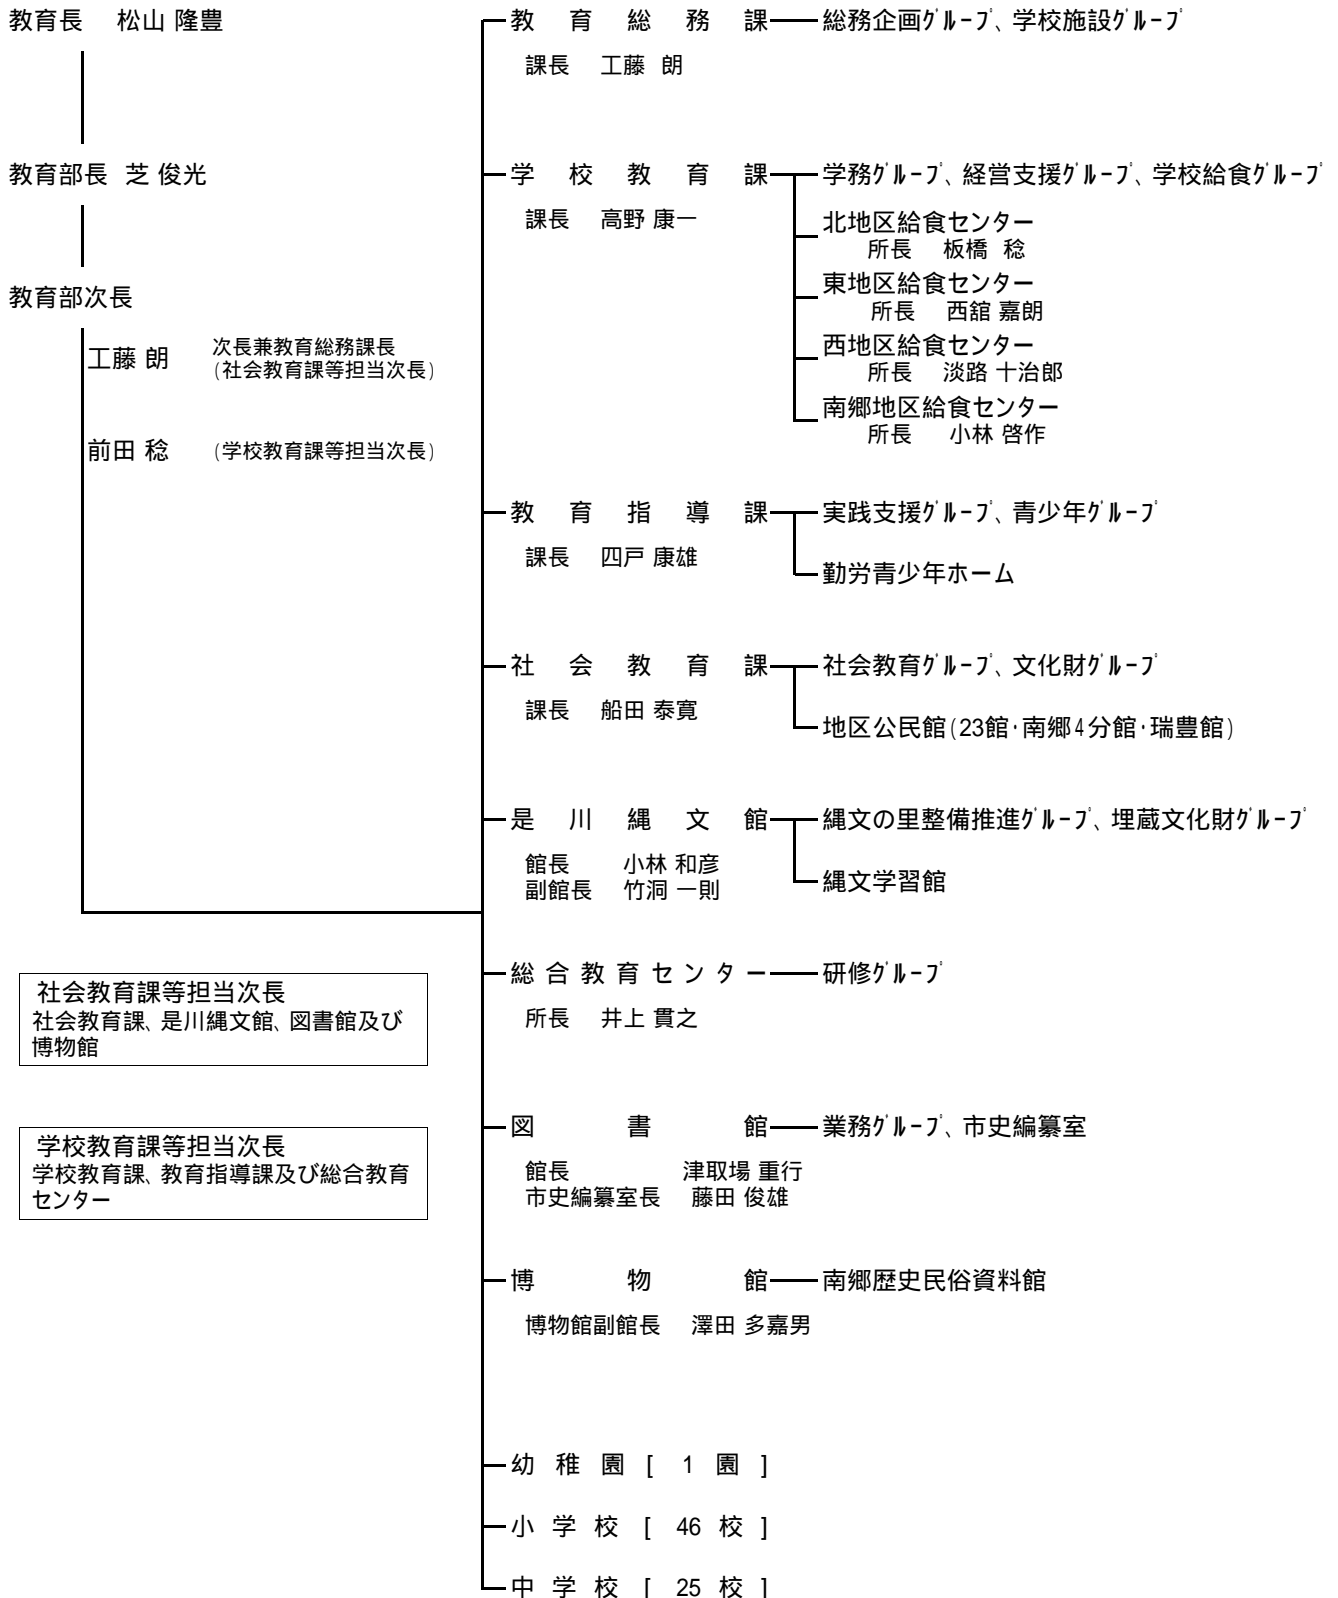 教育長 松山 隆豊
教育部長 芝 俊光
教育部次長
工藤 朗 次長兼教育総務課長
(社会教育課等担当次長)
前田 稔 (学校教育課等担当次長)
社会教育課等担当次長
社会教育課、是川縄文館、図書館及び
博物館
学校教育課等担当次長
学校教育課、教育指導課及び総合教育
センター
教育総務課 総務企画ｸﾞﾙｰﾌﾟ、学校施設ｸﾞﾙｰﾌﾟ
課長 工藤 朗
学校教育課 学務ｸﾞﾙｰﾌﾟ、経営支援ｸﾞﾙｰﾌﾟ、学校給食ｸﾞﾙｰﾌﾟ
課長 高野 康一
北地区給食センター
所長 板橋 稔
東地区給食センター
所長 西舘 嘉朗
西地区給食センター
所長 淡路 十治郎
南郷地区給食センター
所長 小林 啓作
教育指導課 実践支援ｸﾞﾙｰﾌﾟ、青少年ｸﾞﾙｰﾌﾟ
課長 四戸 康雄
勤労青少年ホーム
社会教育課 社会教育ｸﾞﾙｰﾌﾟ、文化財ｸﾞﾙｰﾌﾟ
課長 船田 泰寛
地区公民館(23館･南郷4分館･瑞豊館)
是川縄文館 縄文の里整備推進ｸﾞﾙｰﾌﾟ、埋蔵文化財ｸﾞﾙｰﾌﾟ
館長 小林 和彦
副館長 竹洞 一則
縄文学習館
総合教育センター 研修ｸﾞﾙｰﾌﾟ
所長 井上 貫之
図書館 業務ｸﾞﾙｰﾌﾟ、市史編纂室
館長 津取場 重行
市史編纂室長 藤田 俊雄
博物館 南郷歴史民俗資料館
博物館副館長 澤田 多嘉男
幼稚園[ 1 園 ]
小学校[ 46 校 ]
中学校[ 25 校 ]